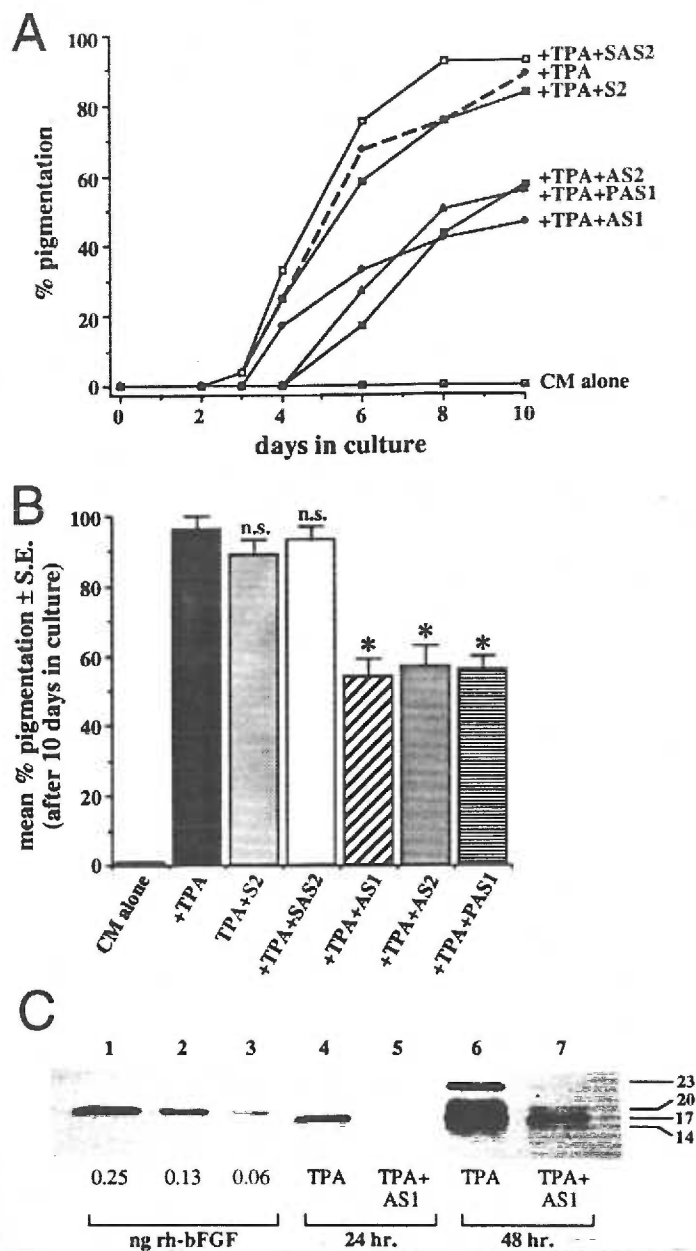 A
% pigmentation
100
80
60
40
20
0
+TPA+SAS2
+TPA
+TPA+S2
+TPA+AS2
+TPA+PAS1
+TPA+AS1
CM alone
0 2 4 6 8 10
days in culture
B
mean % pigmentation ± S.E.
(after 10 days in culture)
100
80
60
40
20
0
n.s.
n.s.
*
*
*
CM alone
+TPA
TPA+S2
+TPA+SAS2
+TPA+AS1
+TPA+AS2
+TPA+PAS1
C
1 2 3 4 5 6 7
23
20
17
14
0.25 0.13 0.06 TPA TPA+ TPA TPA+
AS1 AS1
ng rh-bFGF 24 hr. 48 hr.